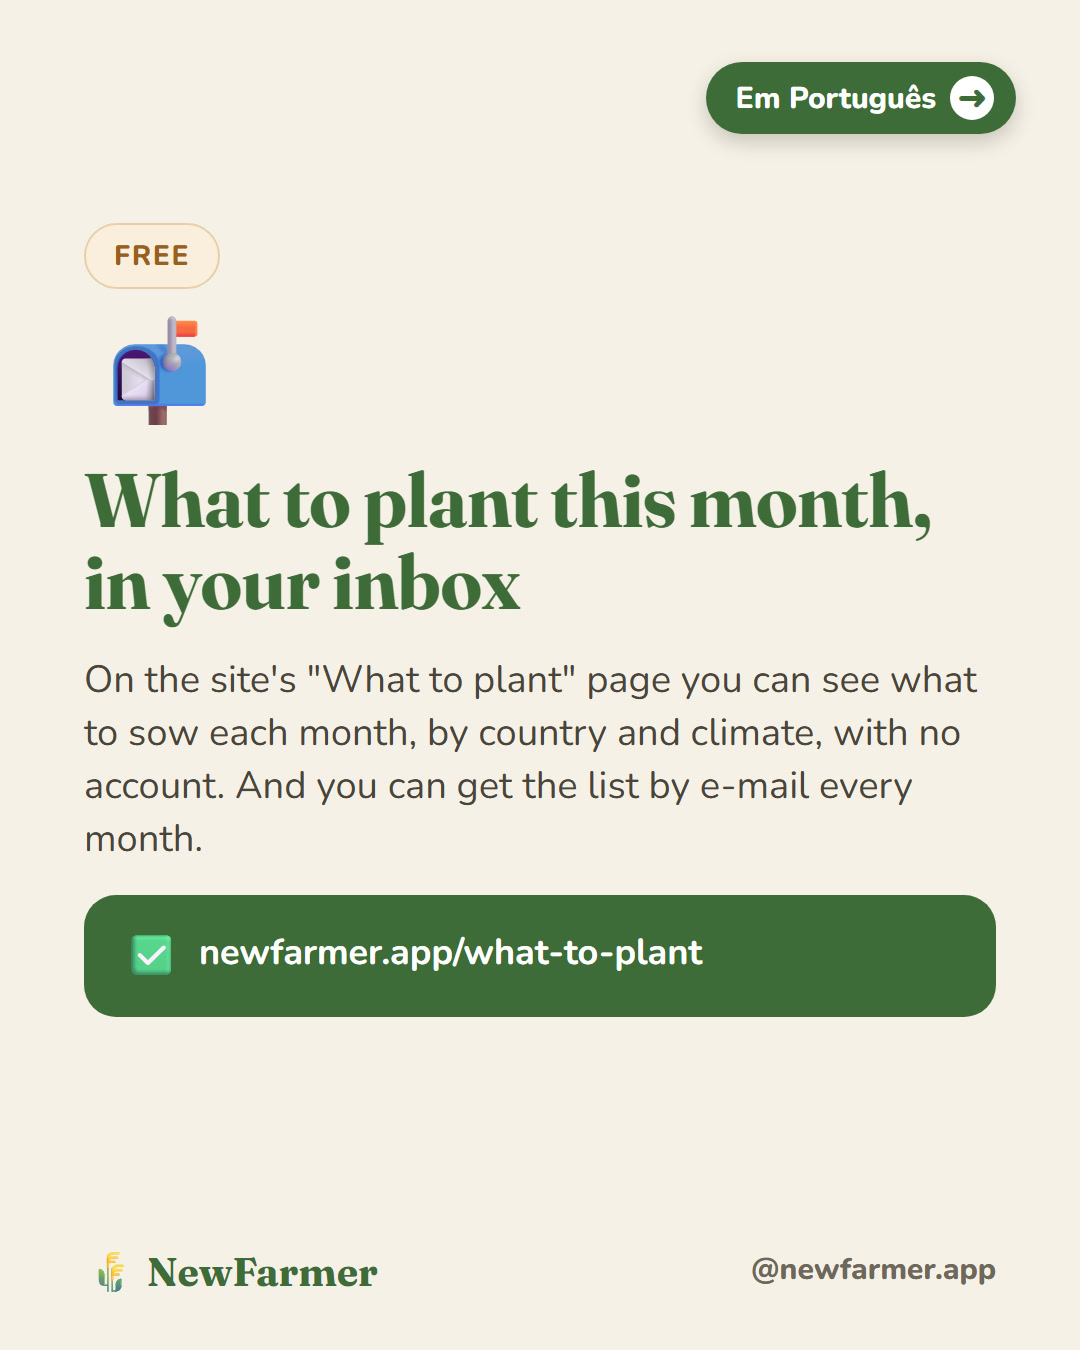 Em Português
FREE
What to plant this month,
in your inbox
On the site's "What to plant" page you can see what
to sow each month, by country and climate, with no
account. And you can get the list by e-mail every
month.
newfarmer.app/what-to-plant
NewFarmer
@newfarmer.app